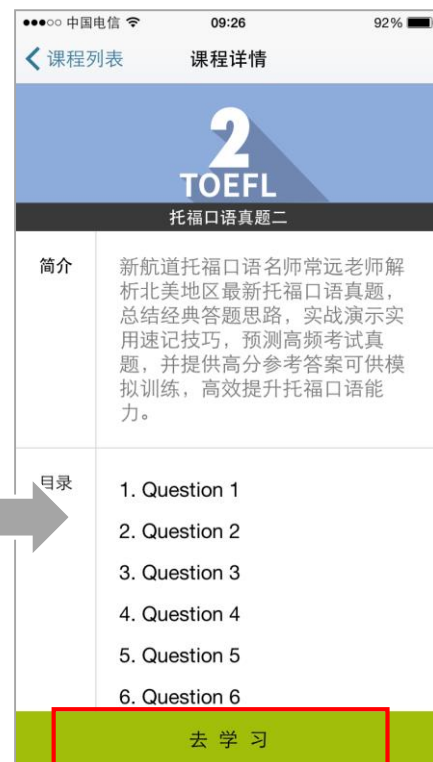 中国电信 09:26 92%
课程列表 课程详情
2
TOEFL
托福口语真题二
简介
新航道托福口语名师常远老师解
析北美地区最新托福口语真题，
总结经典答题思路，实战演示实
用速记技巧，预测高频考试真
题，并提供高分参考答案可供模
拟训练，高效提升托福口语能
力。
目录
1. Question 1
2. Question 2
3. Question 3
4. Question 4
5. Question 5
6. Question 6
去 学 习